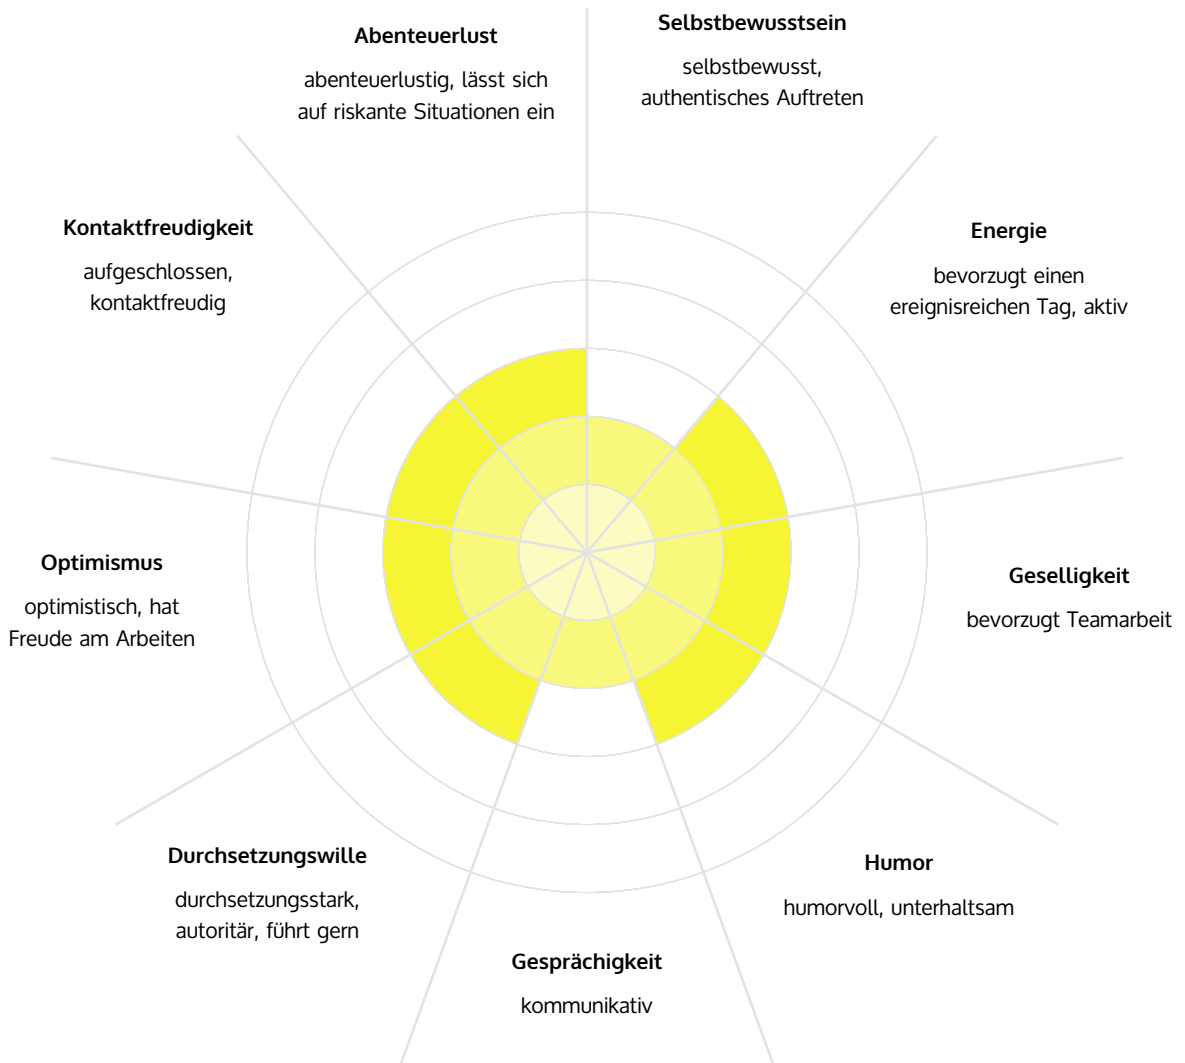 Abenteuerlust
abenteuerlustig, lässt sich
auf riskante Situationen ein
Selbstbewusstsein
selbstbewusst,
authentisches Auftreten
Kontaktfreudigkeit
aufgeschlossen,
kontaktfreudig
Energie
bevorzugt einen
ereignisreichen Tag, aktiv
Optimismus
optimistisch, hat
Freude am Arbeiten
Geselligkeit
bevorzugt Teamarbeit
Durchsetzungswille
durchsetzungsstark,
autoritär, führt gern
Humor
humorvoll, unterhaltsam
Gesprächigkeit
kommunikativ